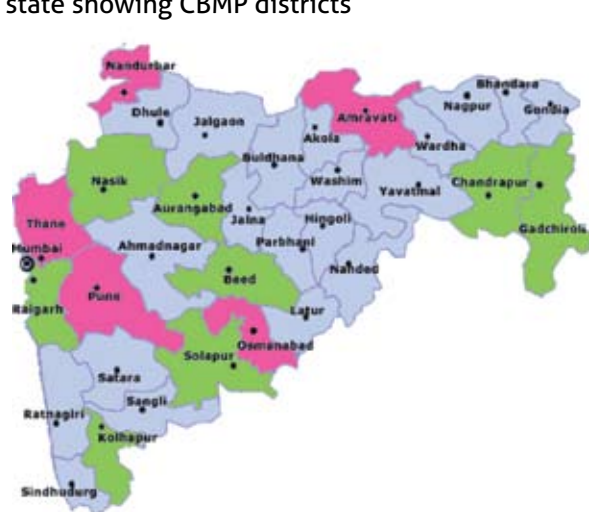 state showing CBMP districts
Nandurbar
Dhule
Jalgaon
Buldhana
Akola
Amravati
Nagpur
Bhandara
Gondia
Wardha
Washim
Yavatmal
Chandrapur
Gadchiroli
Nasik
Aurangabad
Jalna
Hingoli
Parbhani
Nanded
Thane
Mumbai
Ahmadnagar
Beed
Latur
Raigarh
Pune
Osmanabad
Solapur
Satara
Sangli
Ratnagiri
Kolhapur
Sindhudurg